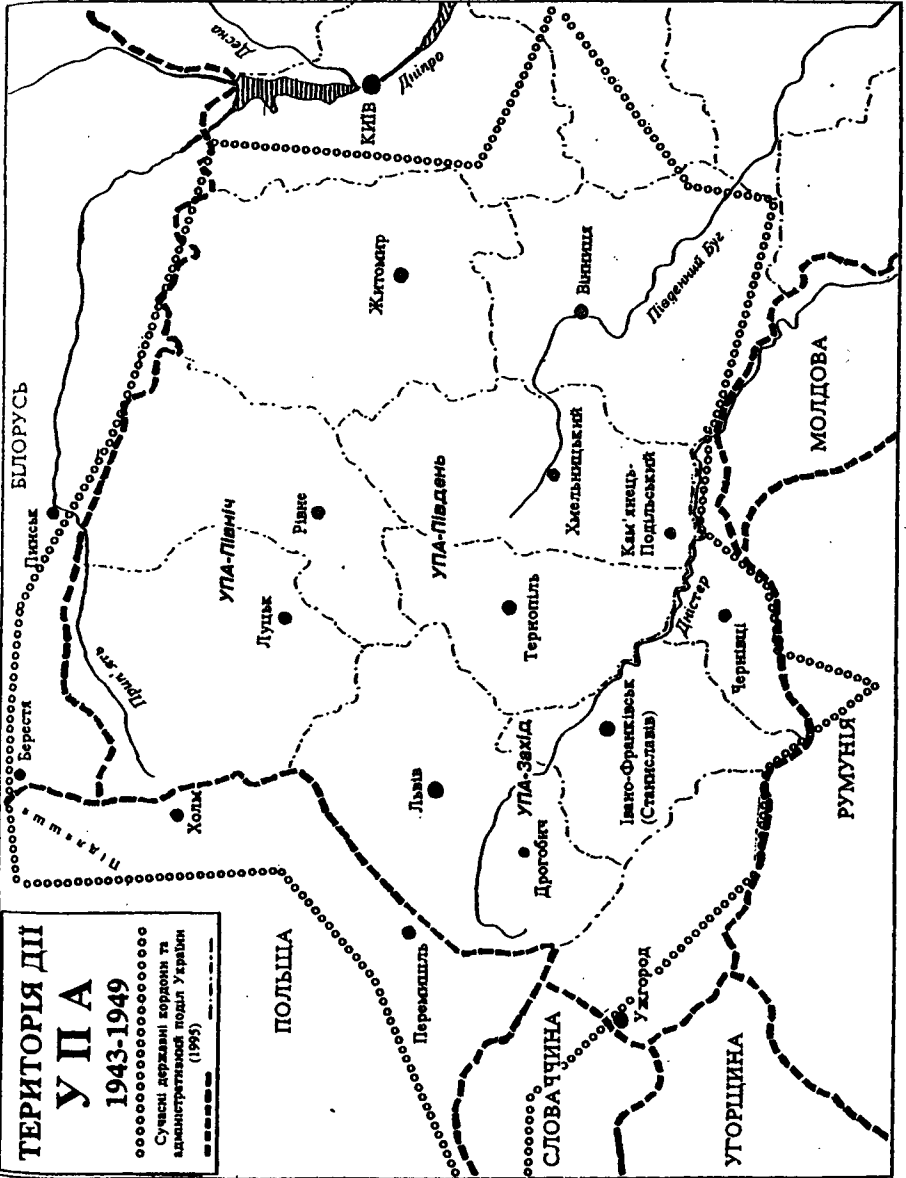 ТЕРИТОРІЯ ДІЇ
У П А
1943-1949
Сучасні державні кордони та
адміністративний поділ України
(1995)
БІЛОРУСЬ
Десна
КИЇВ
Дніпро
Пинськ
Берестя
Підляшшя
Прип'ять
Холм
УПА-Північ
Луцьк
Рівне
Житомир
ПОЛЬЩА
Перемишль
Львів
УПА-Південь
Тернопіль
Хмельницький
Вінниця
Південний Буг
Дрогобич
УПА-Захід
Івано-Франківськ
(Станиславів)
Кам'янець-
Подільський
Дністер
Чернівці
СЛОВАЧЧИНА
Ужгород
УГОРЩИНА
РУМУНІЯ
МОЛДОВА